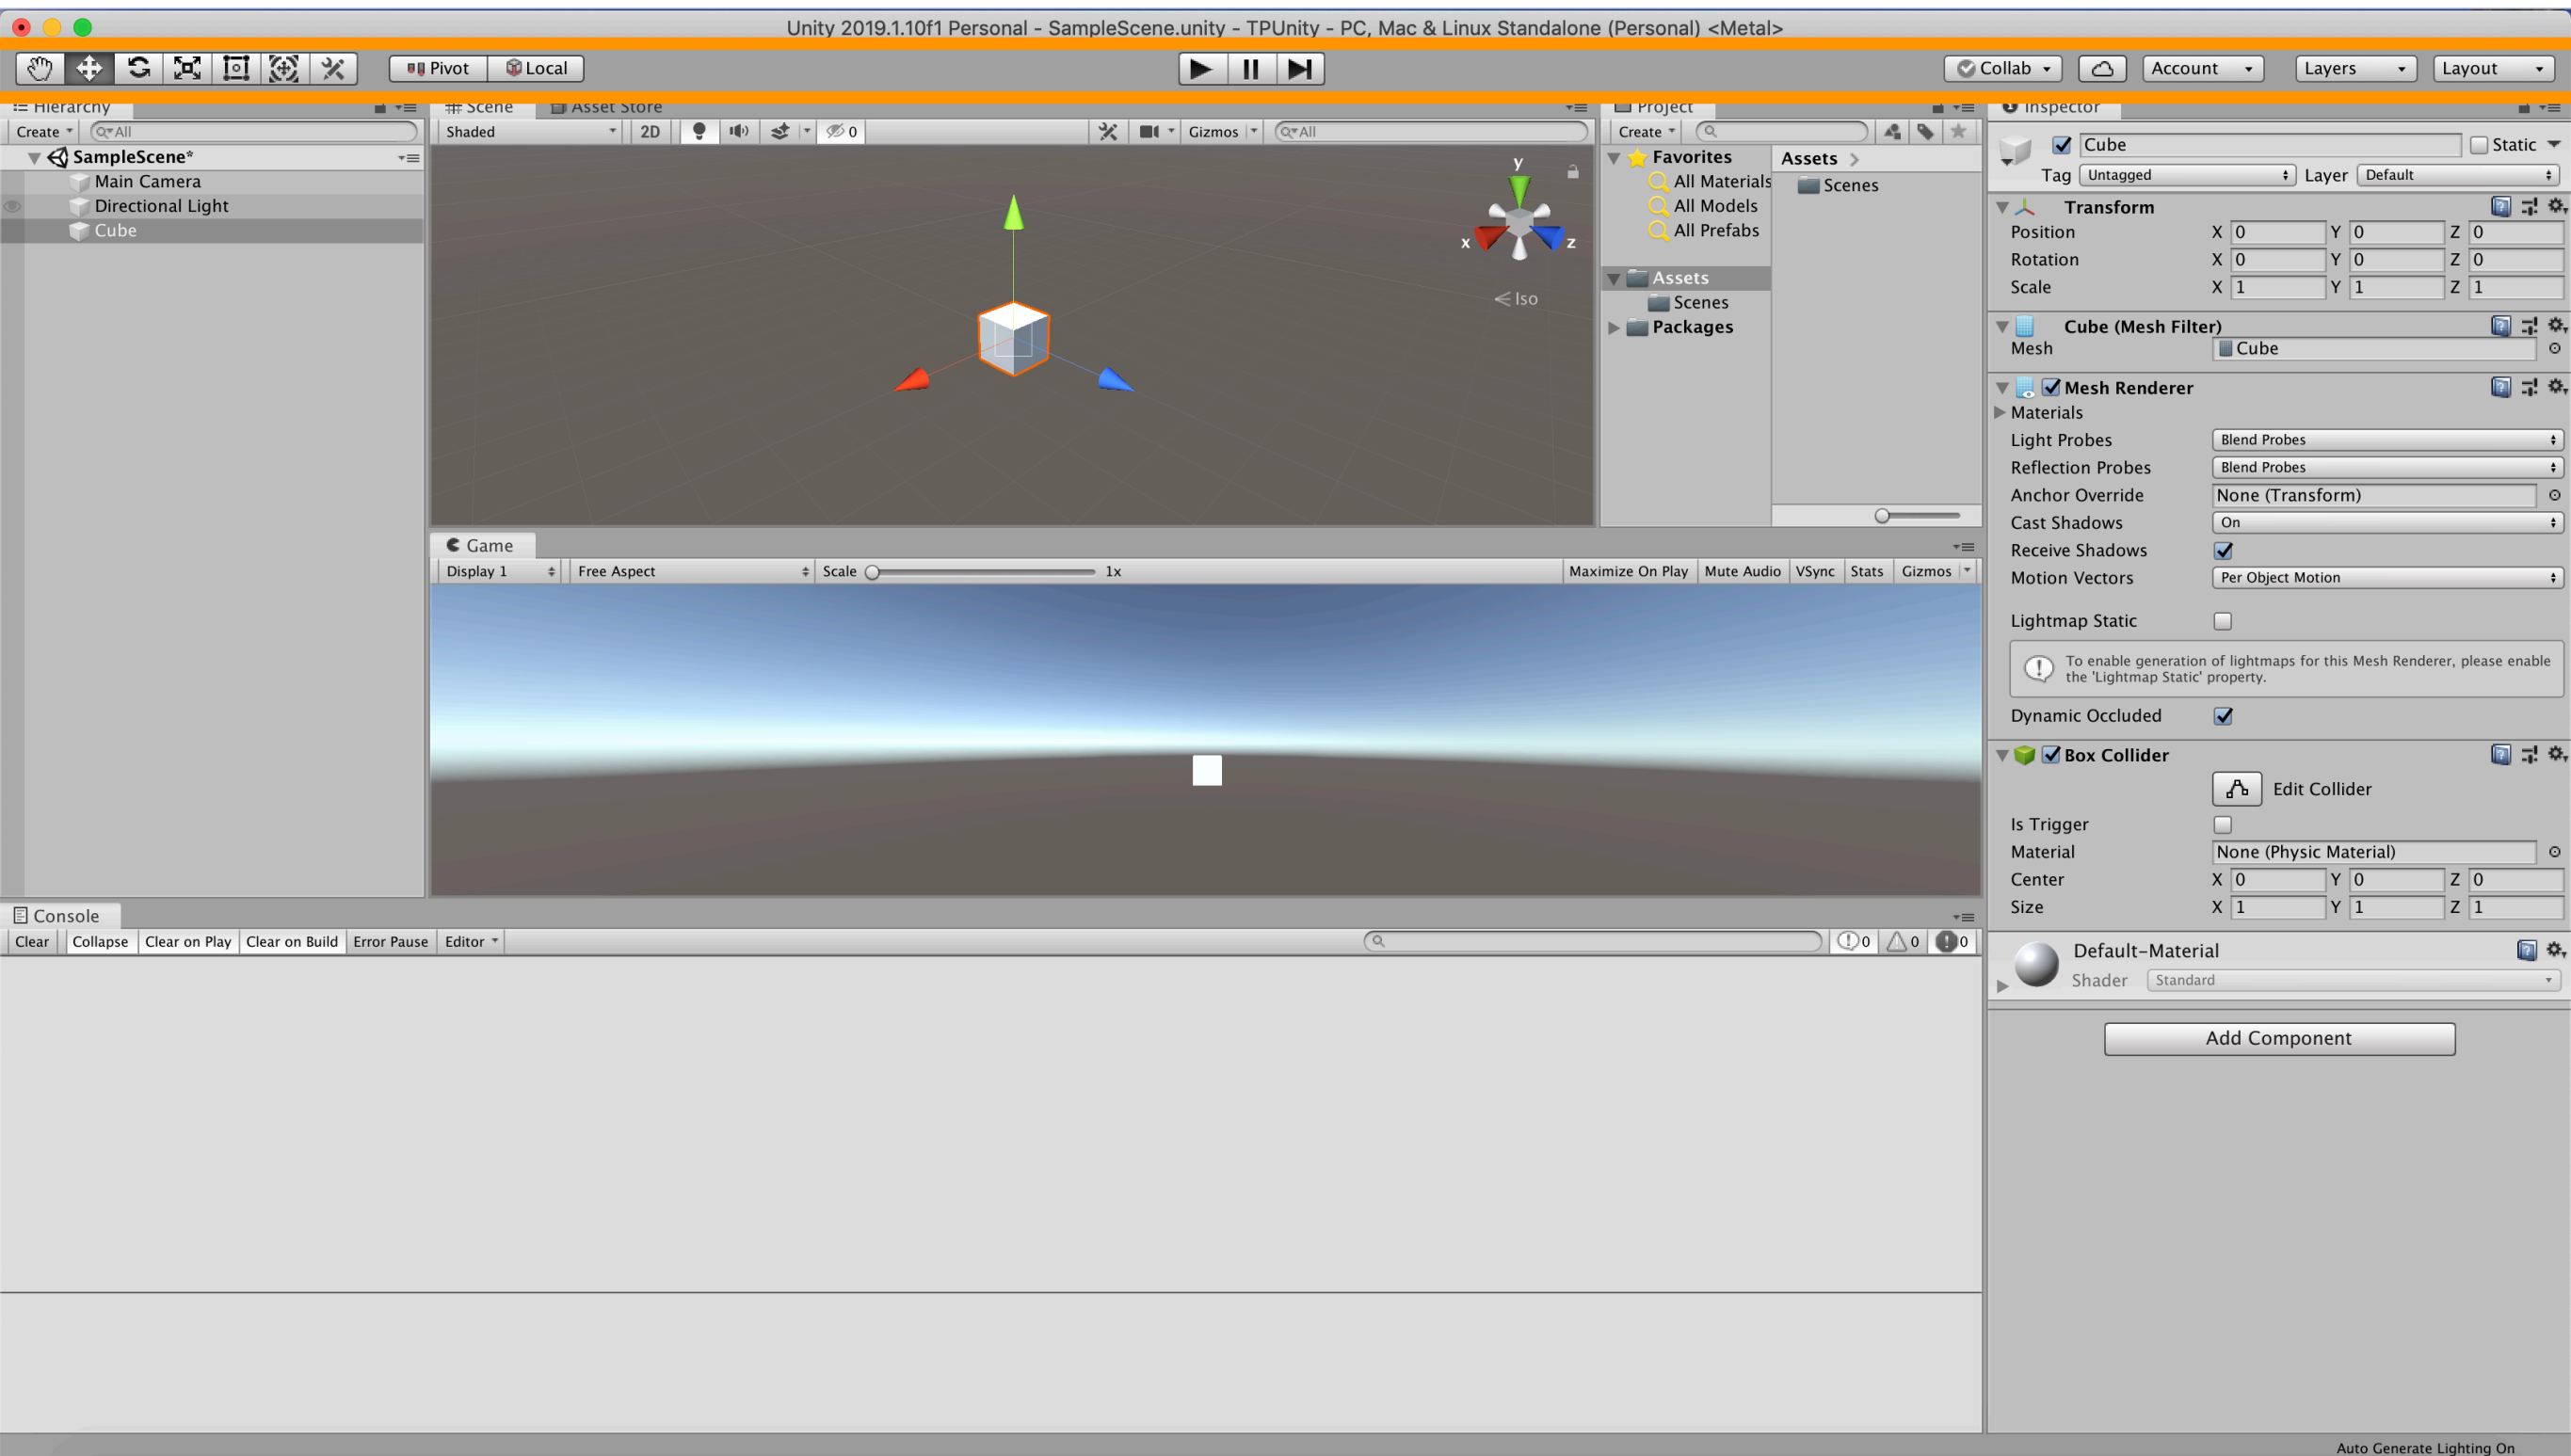 Unity 2019.1.10f1 Personal - SampleScene.unity - TPUnity - PC, Mac & Linux Standalone (Personal) <Metal>
Pivot Local Collab Account Layers Layout
Hierarchy
Create All
SampleScene*
Main Camera
Directional Light
Cube
Scene Asset Store
Shaded 2D 0 Gizmos All
y
x z
Iso
Project
Create
Favorites
All Materials
All Models
All Prefabs
Assets
Scenes
Packages
Assets
Scenes
Game
Display 1 Free Aspect Scale 1x Maximize On Play Mute Audio VSync Stats Gizmos
Console
Clear Collapse Clear on Play Clear on Build Error Pause Editor 0 0 0
Inspector
Cube Static
Tag Untagged Layer Default
Transform
Position X 0 Y 0 Z 0
Rotation X 0 Y 0 Z 0
Scale X 1 Y 1 Z 1
Cube (Mesh Filter)
Mesh Cube
Mesh Renderer
Materials
Light Probes Blend Probes
Reflection Probes Blend Probes
Anchor Override None (Transform)
Cast Shadows On
Receive Shadows
Motion Vectors Per Object Motion
Lightmap Static
To enable generation of lightmaps for this Mesh Renderer, please enable
the 'Lightmap Static' property.
Dynamic Occluded
Box Collider
Edit Collider
Is Trigger
Material None (Physic Material)
Center X 0 Y 0 Z 0
Size X 1 Y 1 Z 1
Default-Material
Shader Standard
Add Component
Auto Generate Lighting On